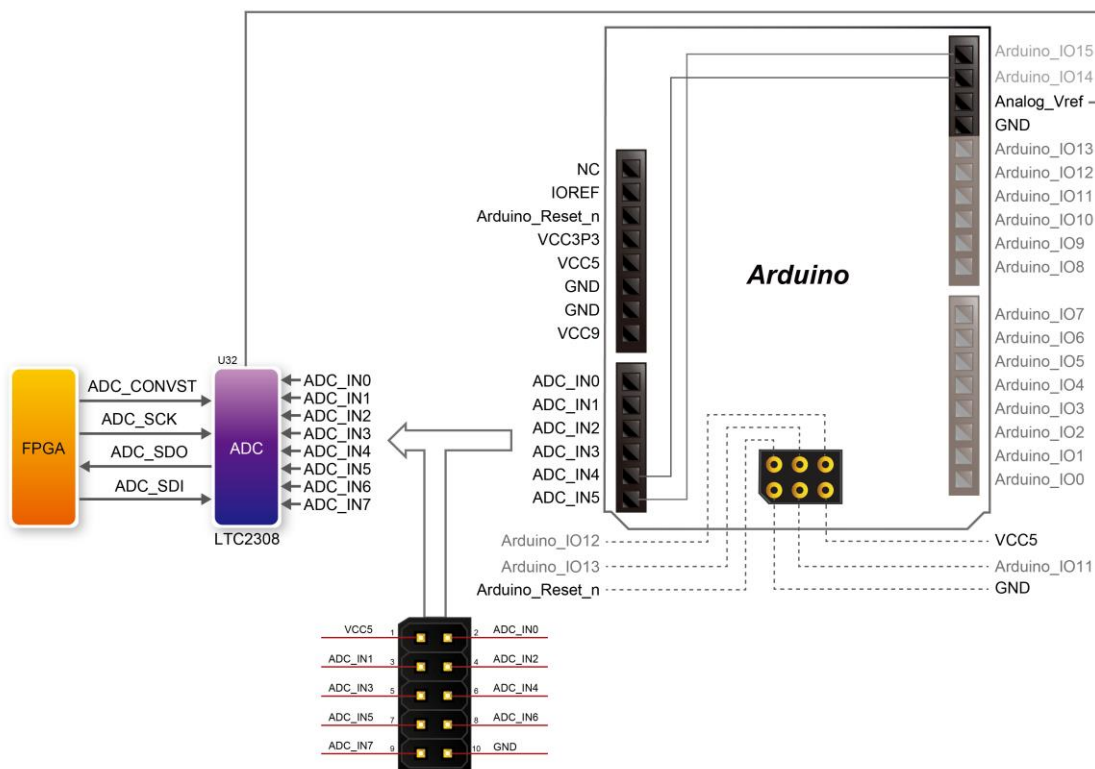 Arduino_IO15
Arduino_IO14
Analog_Vref
GND
Arduino_IO13
Arduino_IO12
Arduino_IO11
Arduino_IO10
Arduino_IO9
Arduino_IO8
NC
IOREF
Arduino_Reset_n
VCC3P3
VCC5
GND
GND
VCC9
Arduino
Arduino_IO7
Arduino_IO6
Arduino_IO5
Arduino_IO4
Arduino_IO3
Arduino_IO2
Arduino_IO1
Arduino_IO0
ADC_IN0
ADC_IN1
ADC_IN2
ADC_IN3
ADC_IN4
ADC_IN5
U32
FPGA
ADC_CONVST
ADC_SCK
ADC_SDO
ADC_SDI
ADC
LTC2308
ADC_IN0
ADC_IN1
ADC_IN2
ADC_IN3
ADC_IN4
ADC_IN5
ADC_IN6
ADC_IN7
Arduino_IO12
Arduino_IO13
Arduino_Reset_n
VCC5
Arduino_IO11
GND
VCC5 1 2 ADC_IN0
ADC_IN1 3 4 ADC_IN2
ADC_IN3 5 6 ADC_IN4
ADC_IN5 7 8 ADC_IN6
ADC_IN7 9 10 GND